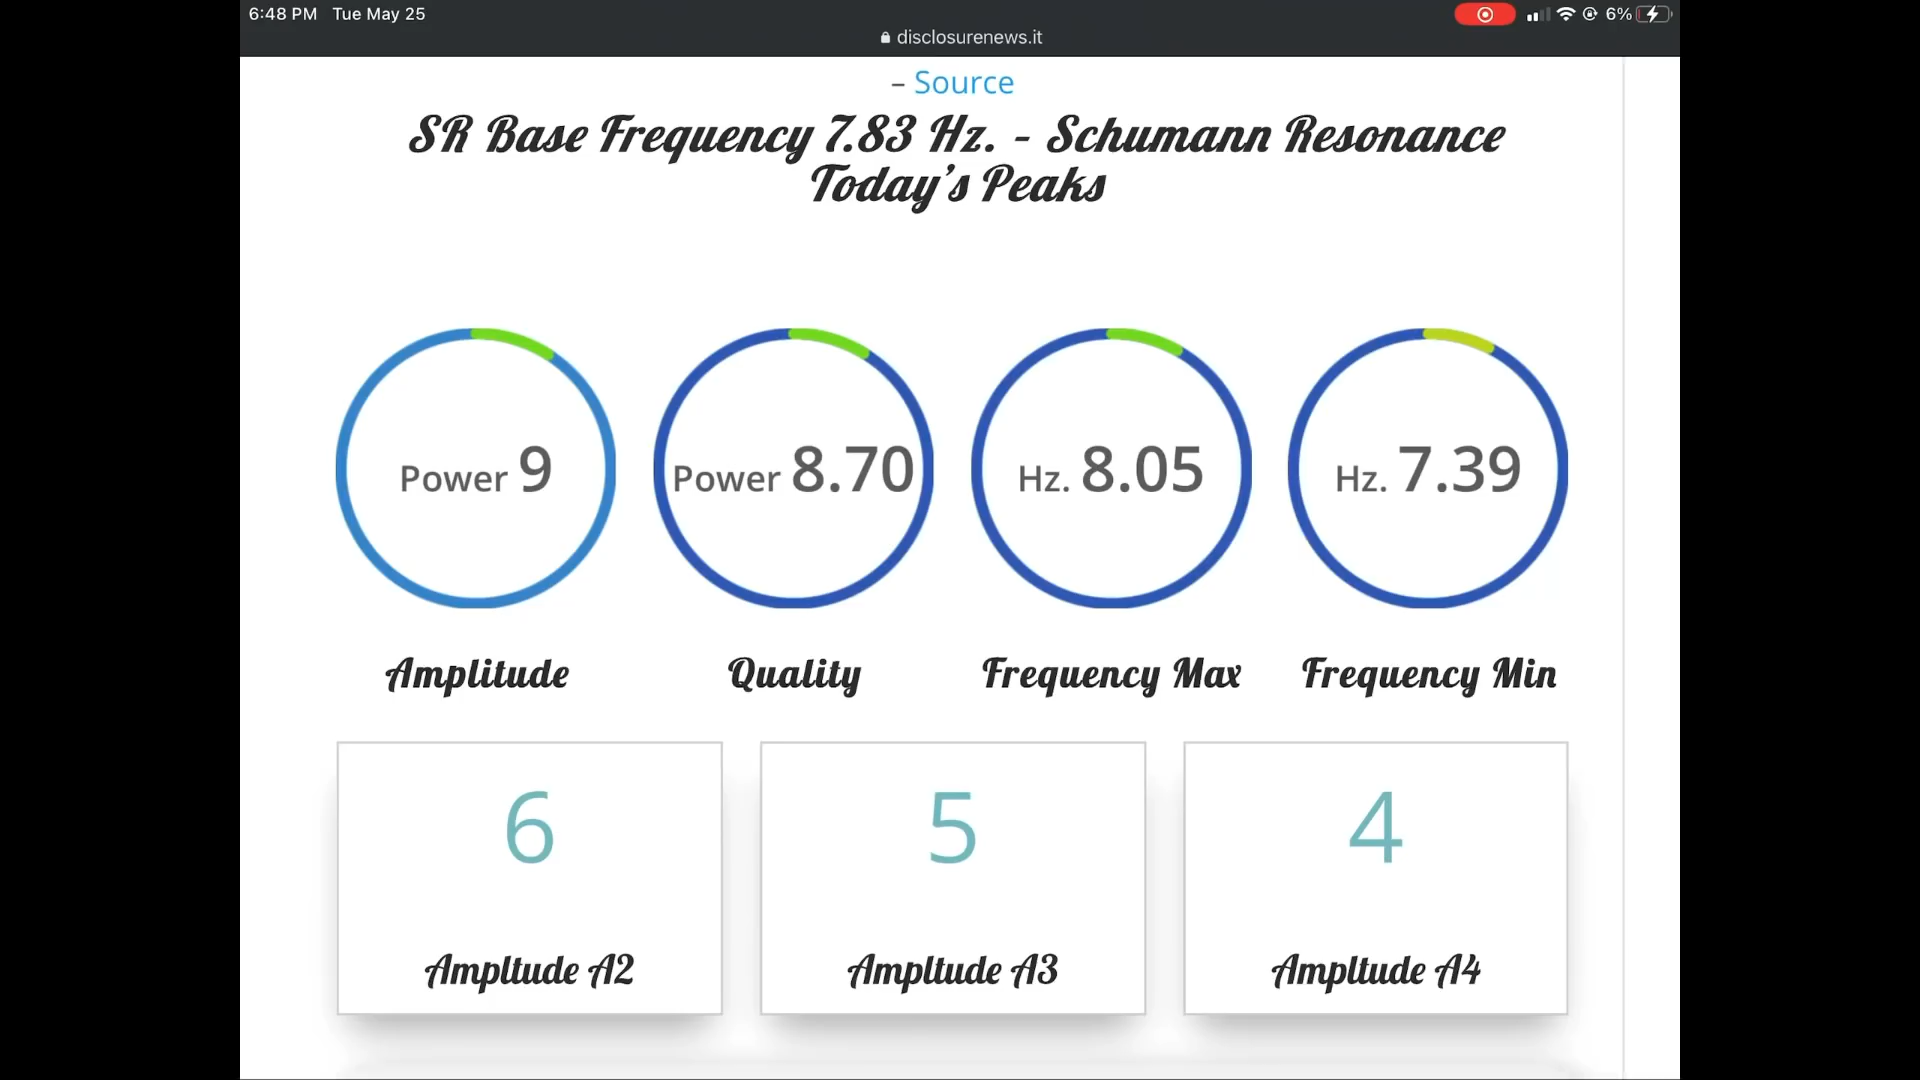 6:48 PM Tue May 25
6%
disclosurenews.it
– Source
SR Base Frequency 7.83 Hz. – Schumann Resonance
Today’s Peaks
Power 9
Power 8.70
Hz. 8.05
Hz. 7.39
Amplitude
Quality
Frequency Max
Frequency Min
6
5
4
Ampltude A2
Ampltude A3
Ampltude A4